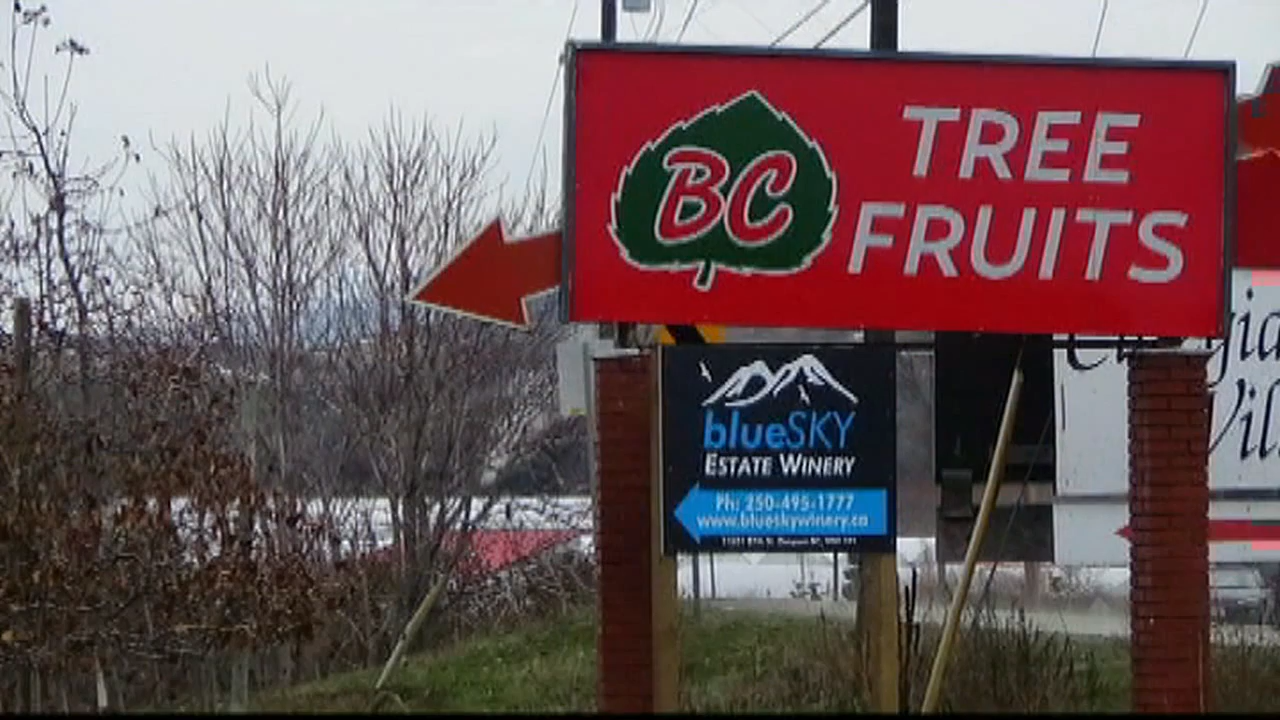 BC
TREE
FRUITS
blueSKY
ESTATE WINERY
Ph: 250-495-1777
www.blueskywinery.ca